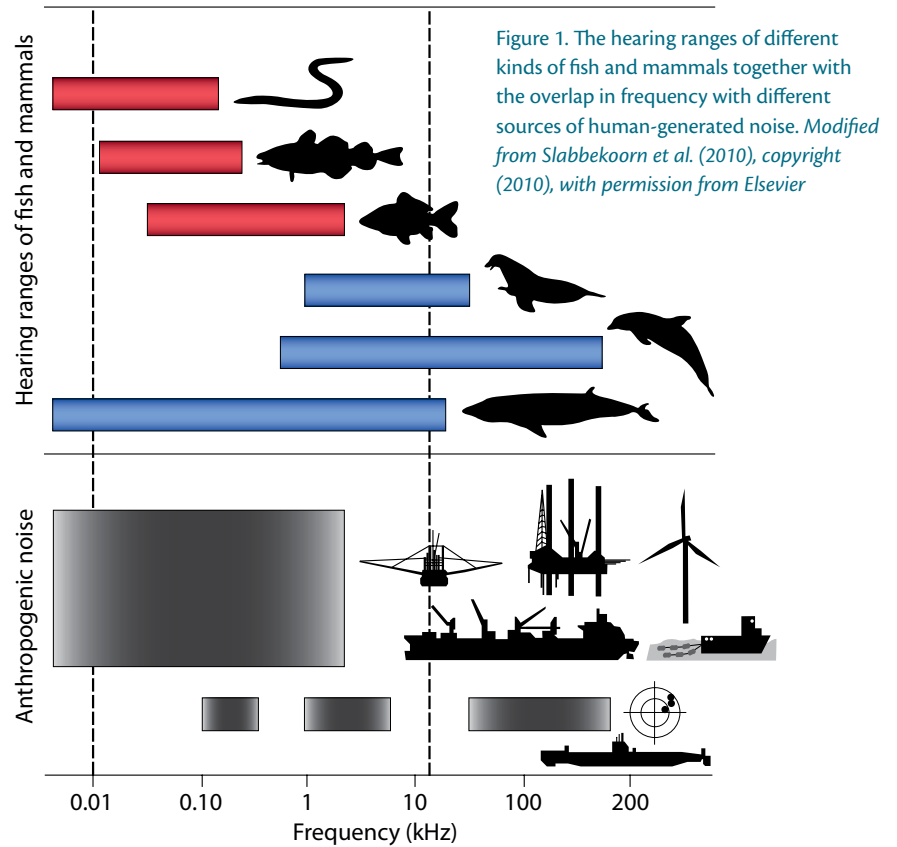 Figure 1. The hearing ranges of different
kinds of fish and mammals together with
the overlap in frequency with different
sources of human-generated noise. Modified
from Slabbekoorn et al. (2010), copyright
(2010), with permission from Elsevier
Hearing ranges of fish and mammals
Anthropogenic noise
0.01 0.10 1 10 100 200
Frequency (kHz)